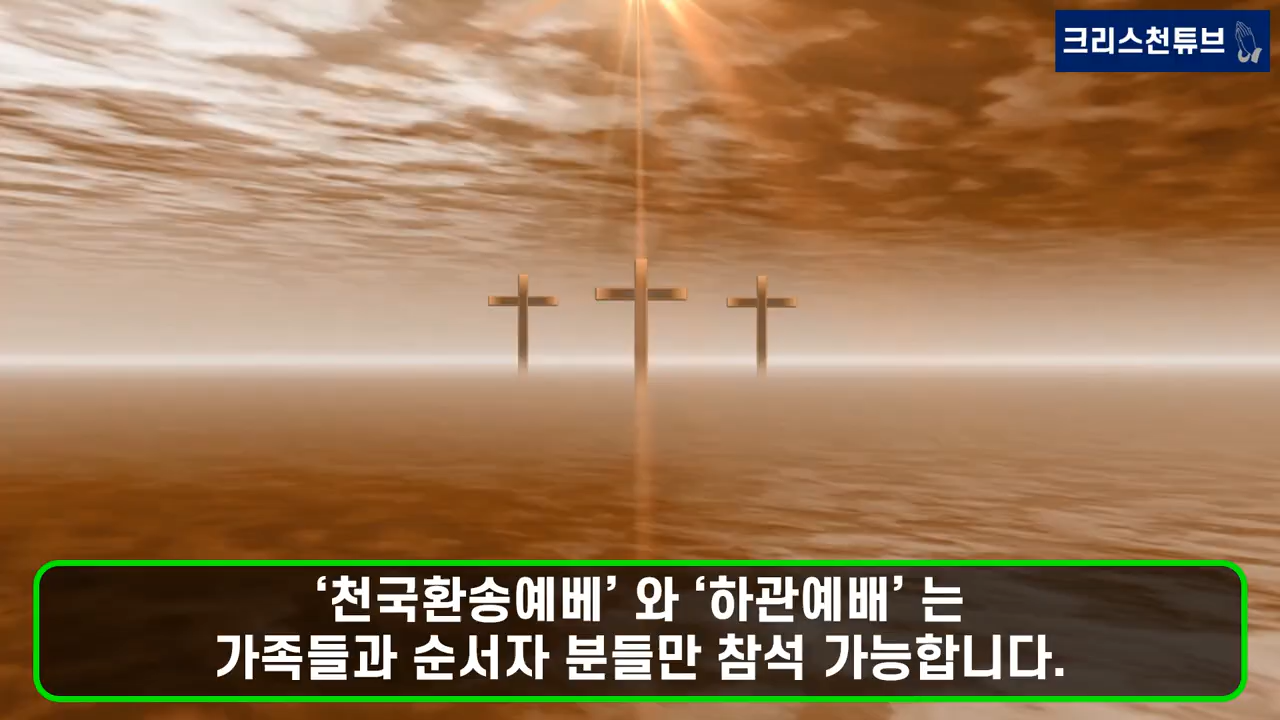 크리스천튜브
‘천국환송예베’ 와 ‘하관예배’ 는
가족들과 순서자 분들만 참석 가능합니다.